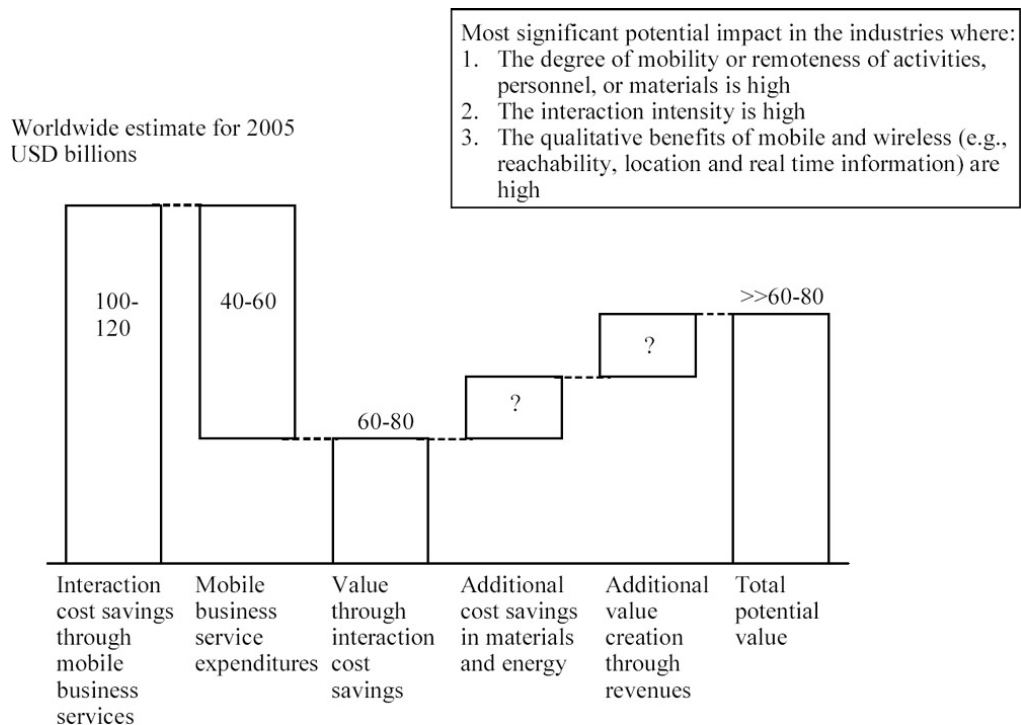 Most significant potential impact in the industries where:
1. The degree of mobility or remoteness of activities,
personnel, or materials is high
2. The interaction intensity is high
3. The qualitative benefits of mobile and wireless (e.g.,
reachability, location and real time information) are
high
Worldwide estimate for 2005
USD billions
100-
120
40-60
60-80
?
?
>>60-80
Interaction
cost savings
through
mobile
business
services
Mobile
business
service
expenditures
Value
through
interaction
cost
savings
Additional
cost savings
in materials
and energy
Additional
value
creation
through
revenues
Total
potential
value